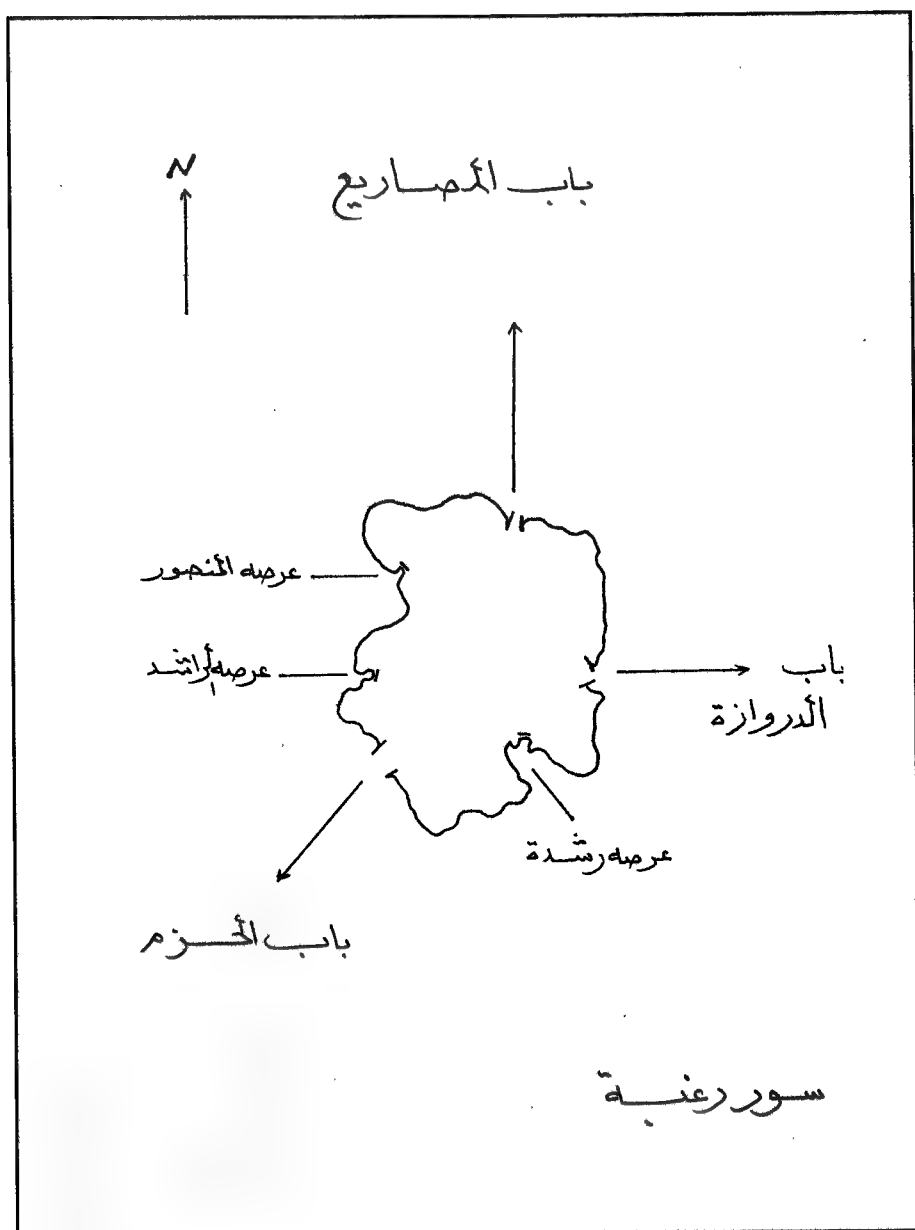 N
باب المصاريع
عرصه المنصور
عرصه الراشد
باب
الدروازة
عرصه رشدة
باب الحزم
سور رغبة